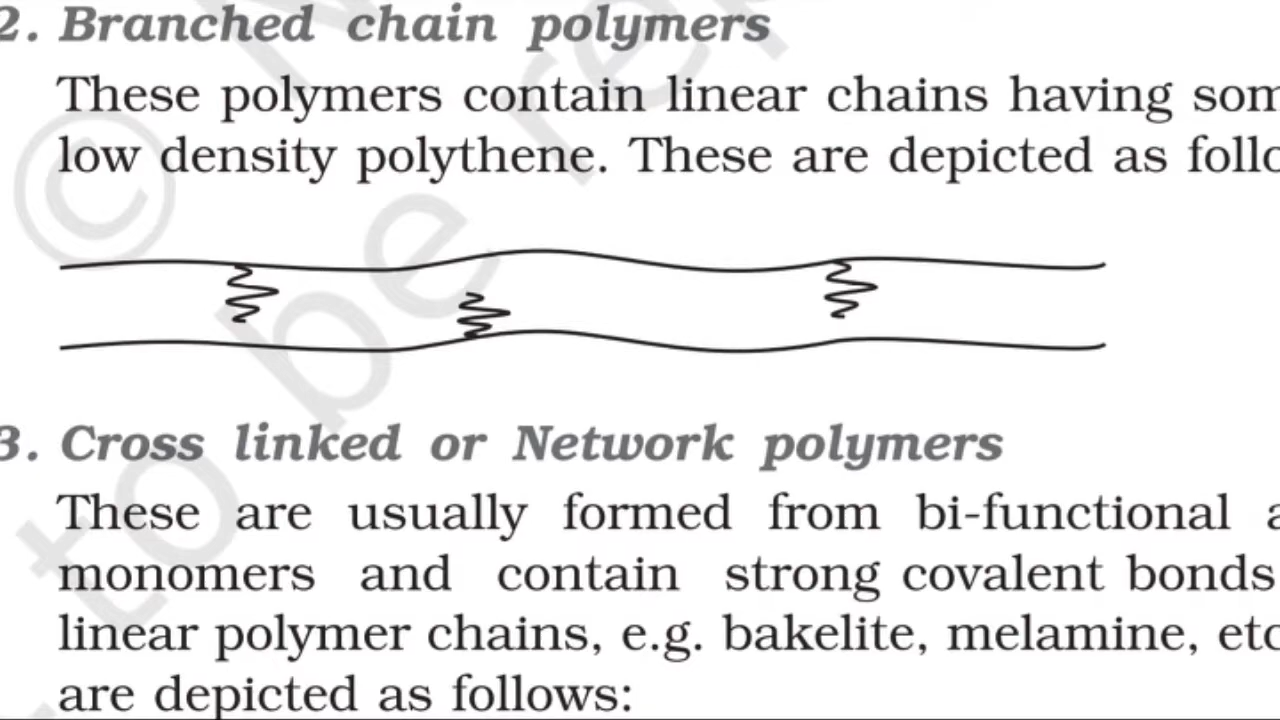 2. Branched chain polymers
These polymers contain linear chains having
low density polythene. These are depicted as
3. Cross linked or Network polymers
These are usually formed from bi-functional
monomers and contain strong covalent bonds
linear polymer chains, e.g. bakelite, melamine, etc
are depicted as follows:
© to be